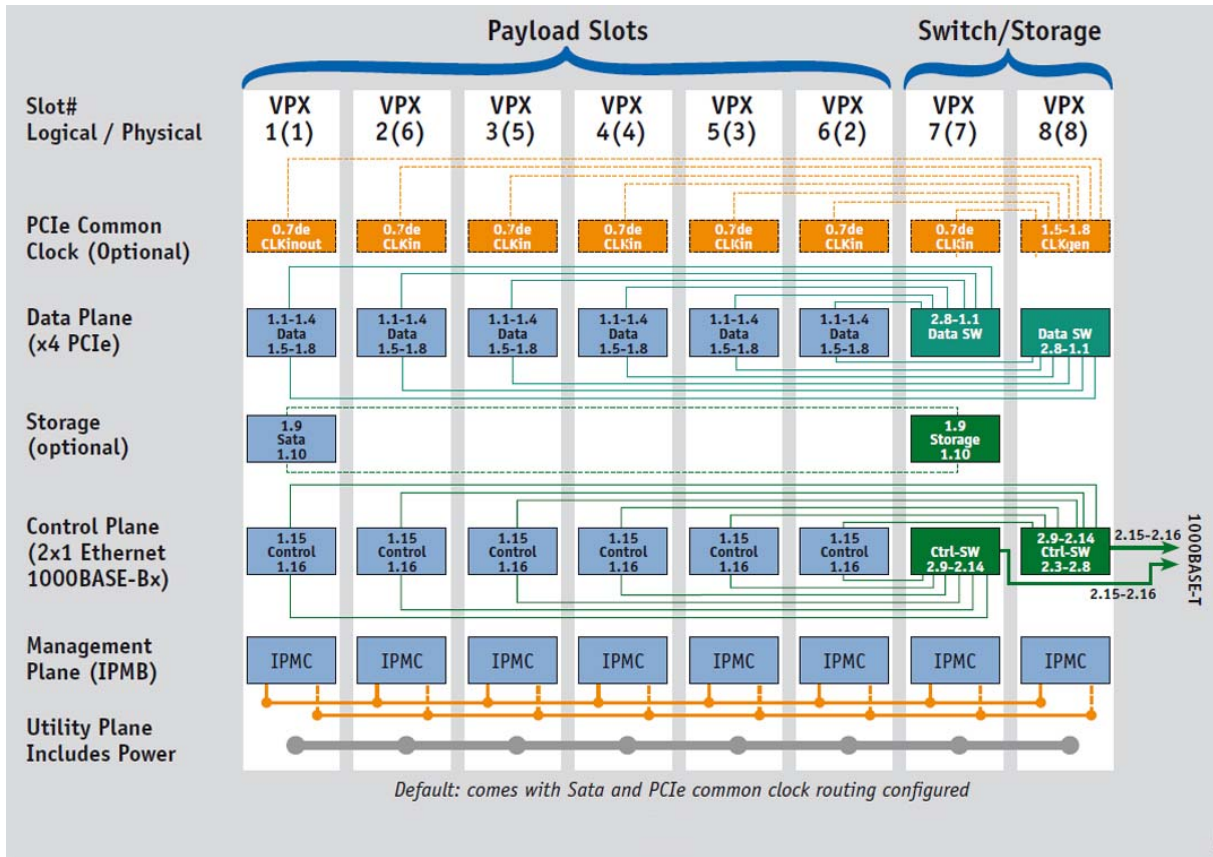 Payload Slots
Switch/Storage
Slot#
Logical / Physical
VPX
1(1)
VPX
2(6)
VPX
3(5)
VPX
4(4)
VPX
5(3)
VPX
6(2)
VPX
7(7)
VPX
8(8)
PCIe Common
Clock (Optional)
0.7de
CLKinout
0.7de
CLKin
0.7de
CLKin
0.7de
CLKin
0.7de
CLKin
0.7de
CLKin
0.7de
CLKin
1.5-1.8
CLKgen
Data Plane
(x4 PCIe)
1.1-1.4
Data
1.5-1.8
1.1-1.4
Data
1.5-1.8
1.1-1.4
Data
1.5-1.8
1.1-1.4
Data
1.5-1.8
1.1-1.4
Data
1.5-1.8
1.1-1.4
Data
1.5-1.8
2.8-1.1
Data SW
Data SW
2.8-1.1
Storage
(optional)
1.9
Sata
1.10
1.9
Storage
1.10
Control Plane
(2x1 Ethernet
1000BASE-Bx)
1.15
Control
1.16
1.15
Control
1.16
1.15
Control
1.16
1.15
Control
1.16
1.15
Control
1.16
1.15
Control
1.16
Ctrl-SW
2.9-2.14
2.9-2.14
Ctrl-SW
2.3-2.8
2.15-2.16
2.15-2.16
1000BASE-T
Management
Plane (IPMB)
IPMC
IPMC
IPMC
IPMC
IPMC
IPMC
IPMC
IPMC
Utility Plane
Includes Power
Default: comes with Sata and PCIe common clock routing configured